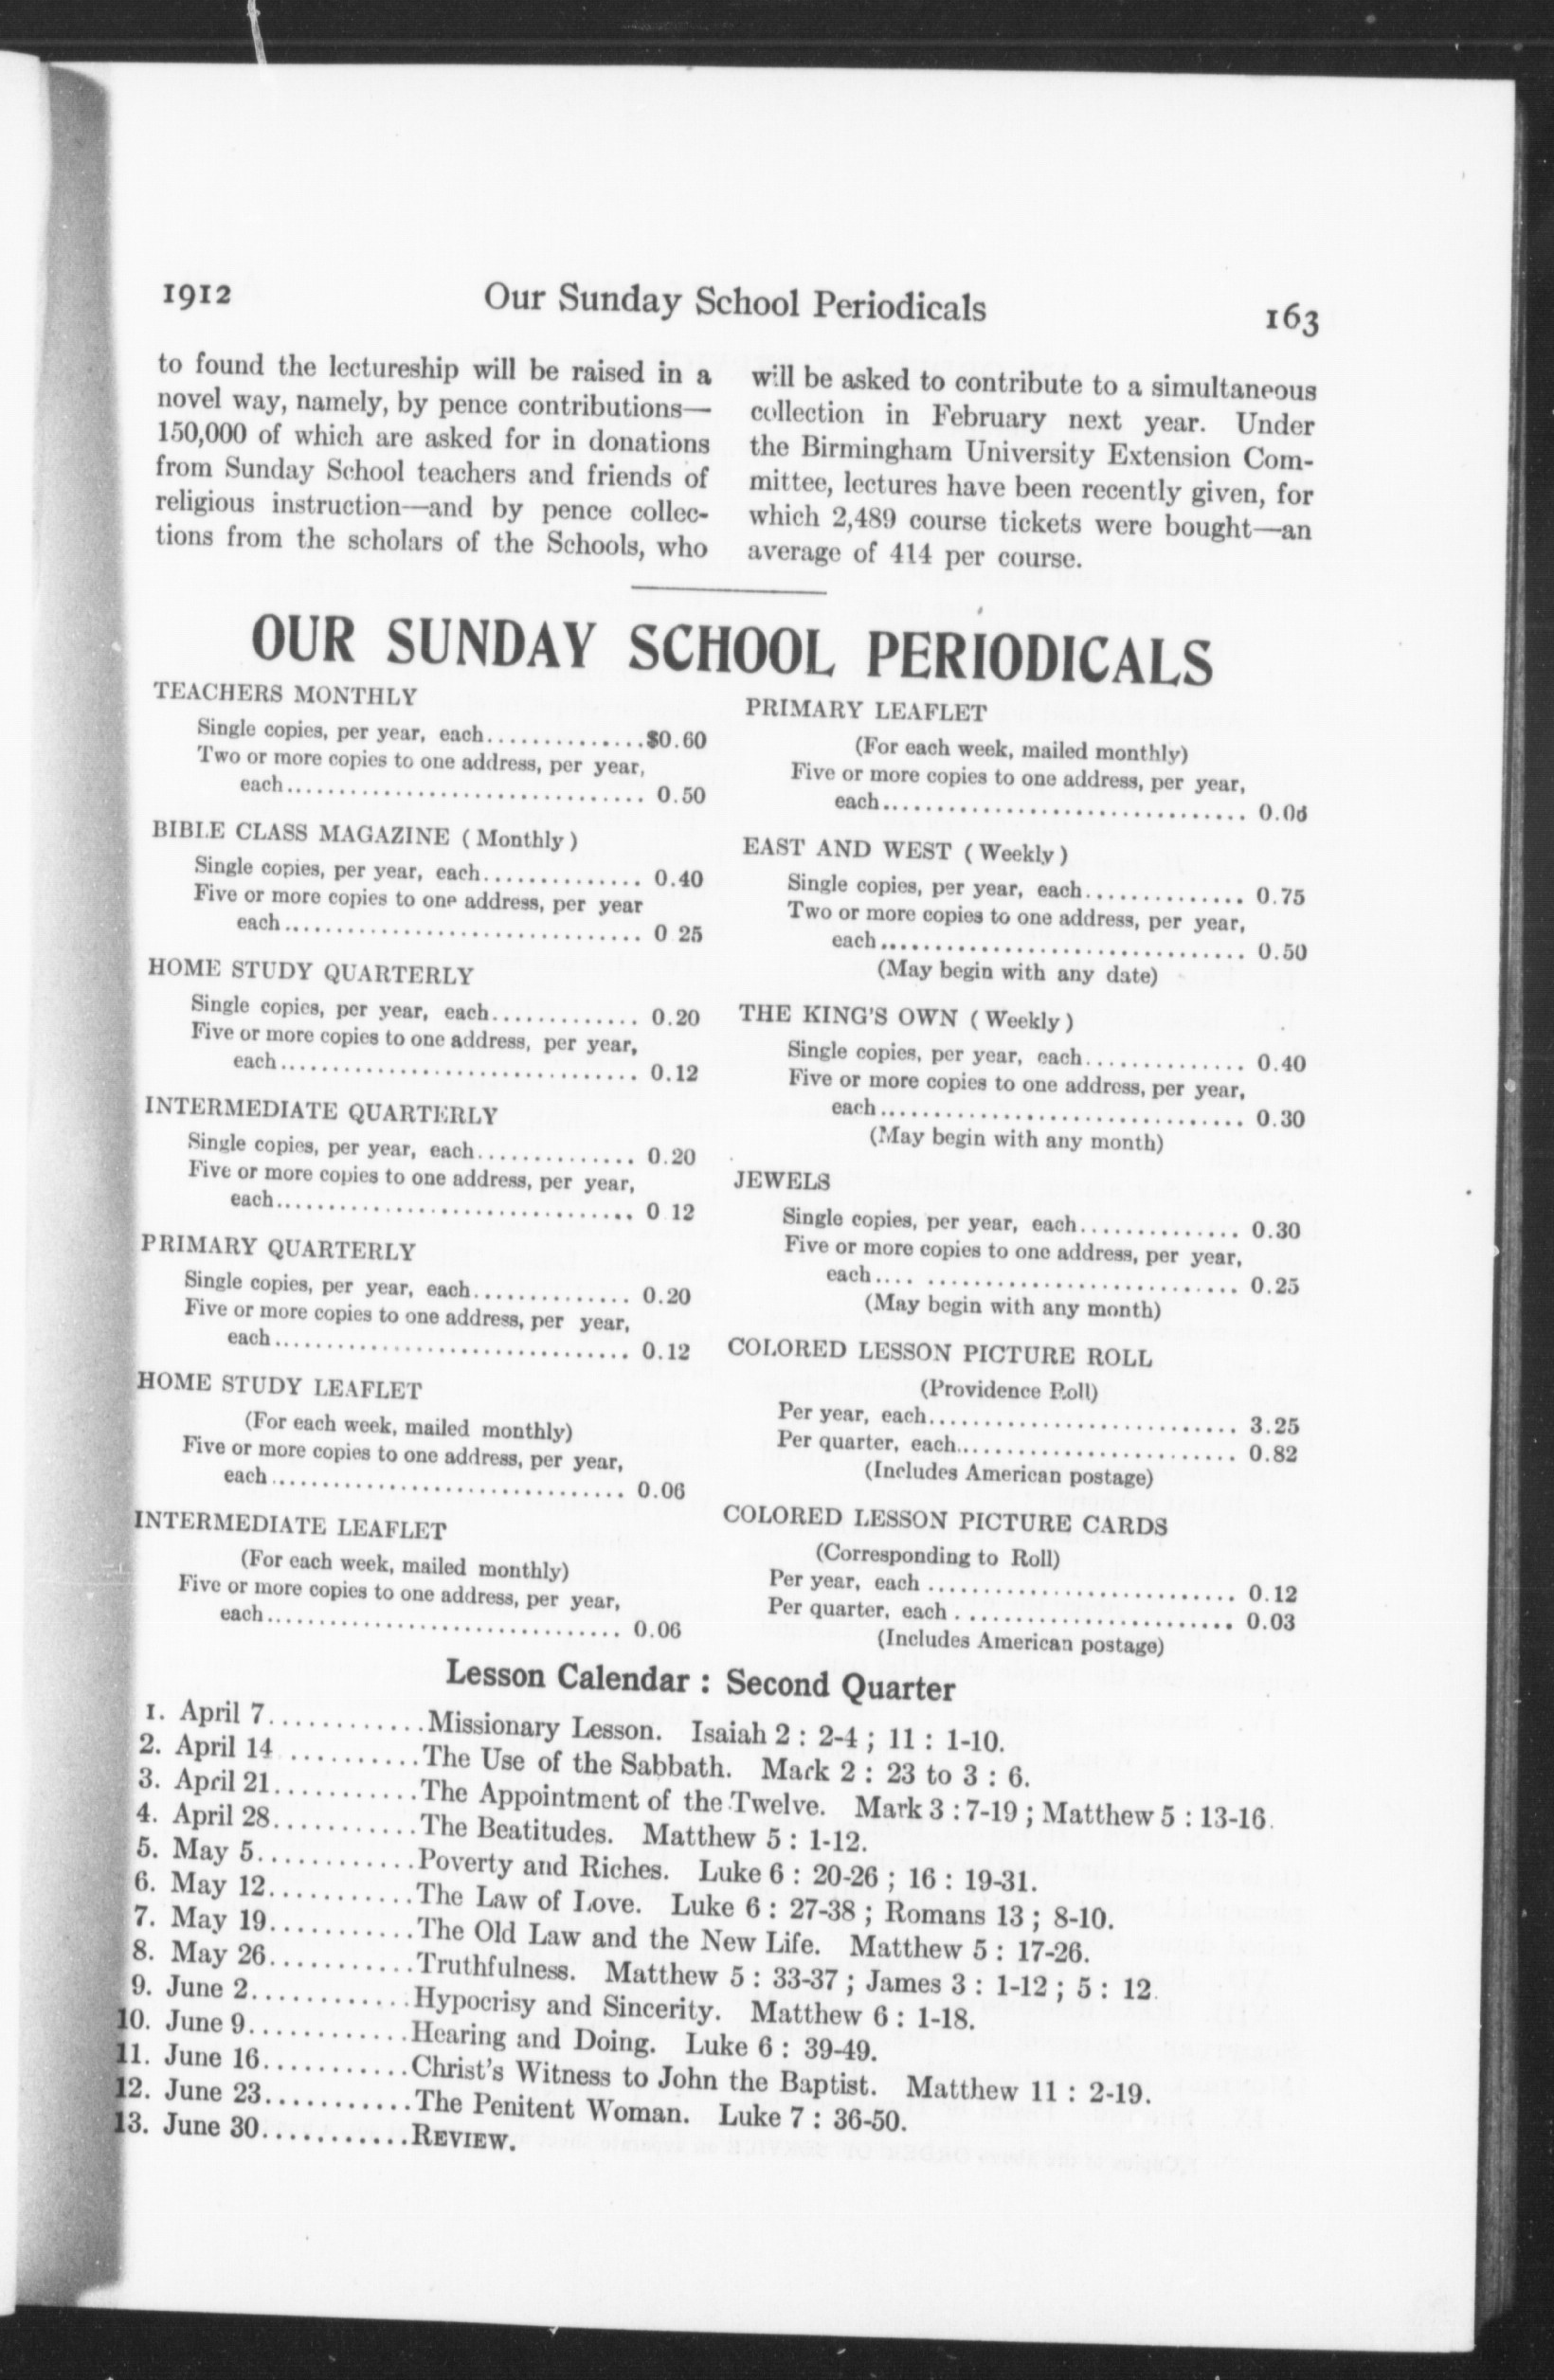 1912
Our Sunday School Periodicals
163
to found the lectureship will be raised in a
novel way, namely, by pence contributions—
150,000 of which are asked for in donations
from Sunday School teachers and friends of
religious instruction—and by pence collec-
tions from the scholars of the Schools, who
will be asked to contribute to a simultaneous
collection in February next year. Under
the Birmingham University Extension Com-
mittee, lectures have been recently given, for
which 2,489 course tickets were bought—an
average of 414 per course.
OUR SUNDAY SCHOOL PERIODICALS
TEACHERS MONTHLY
Single copies, per year, each..............$0.60
Two or more copies to one address, per year,
each................................ 0.50
BIBLE CLASS MAGAZINE (Monthly)
Single copies, per year, each.............. 0.40
Five or more copies to one address, per year
each................................ 0 25
HOME STUDY QUARTERLY
Single copies, per year, each............. 0.20
Five or more copies to one address, per year,
each................................ 0.12
INTERMEDIATE QUARTERLY
Single copies, per year, each.............. 0.20
Five or more copies to one address, per year,
each................................ 0 12
PRIMARY QUARTERLY
Single copies, per year, each.............. 0.20
Five or more copies to one address, per year,
each................................ 0.12
HOME STUDY LEAFLET
(For each week, mailed monthly)
Five or more copies to one address, per year,
each................................ 0.06
INTERMEDIATE LEAFLET
(For each week, mailed monthly)
Five or more copies to one address, per year,
each................................ 0.06
PRIMARY LEAFLET
(For each week, mailed monthly)
Five or more copies to one address, per year,
each................................ 0.06
EAST AND WEST (Weekly)
Single copies, per year, each.............. 0.75
Two or more copies to one address, per year,
each................................ 0.50
(May begin with any date)
THE KING'S OWN (Weekly)
Single copies, per year, each.............. 0.40
Five or more copies to one address, per year,
each................................ 0.30
(May begin with any month)
JEWELS
Single copies, per year, each.............. 0.30
Five or more copies to one address, per year,
each.... ........................... 0.25
(May begin with any month)
COLORED LESSON PICTURE ROLL
(Providence Roll)
Per year, each........................... 3.25
Per quarter, each......................... 0.82
(Includes American postage)
COLORED LESSON PICTURE CARDS
(Corresponding to Roll)
Per year, each ........................... 0.12
Per quarter, each . ....................... 0.03
(Includes American postage)
Lesson Calendar : Second Quarter
1. April 7............Missionary Lesson. Isaiah 2 : 2-4 ; 11 : 1-10.
2. April 14 ..........The Use of the Sabbath. Mark 2 : 23 to 3 : 6.
3. April 21...........The Appointment of the Twelve. Mark 3 : 7-19 ; Matthew 5 : 13-16.
4. April 28...........The Beatitudes. Matthew 5 : 1-12.
5. May 5............Poverty and Riches. Luke 6 : 20-26 ; 16 : 19-31.
6. May 12...........The Law of Love. Luke 6 : 27-38 ; Romans 13 ; 8-10.
7. May 19...........The Old Law and the New Life. Matthew 5 : 17-26.
8. May 26...........Truthfulness. Matthew 5 : 33-37 ; James 3 : 1-12 ; 5 : 12.
9. June 2............Hypocrisy and Sincerity. Matthew 6 : 1-18.
10. June 9............Hearing and Doing. Luke 6 : 39-49.
11. June 16...........Christ's Witness to John the Baptist. Matthew 11 : 2-19.
12. June 23...........The Penitent Woman. Luke 7 : 36-50.
13. June 30...........REVIEW.